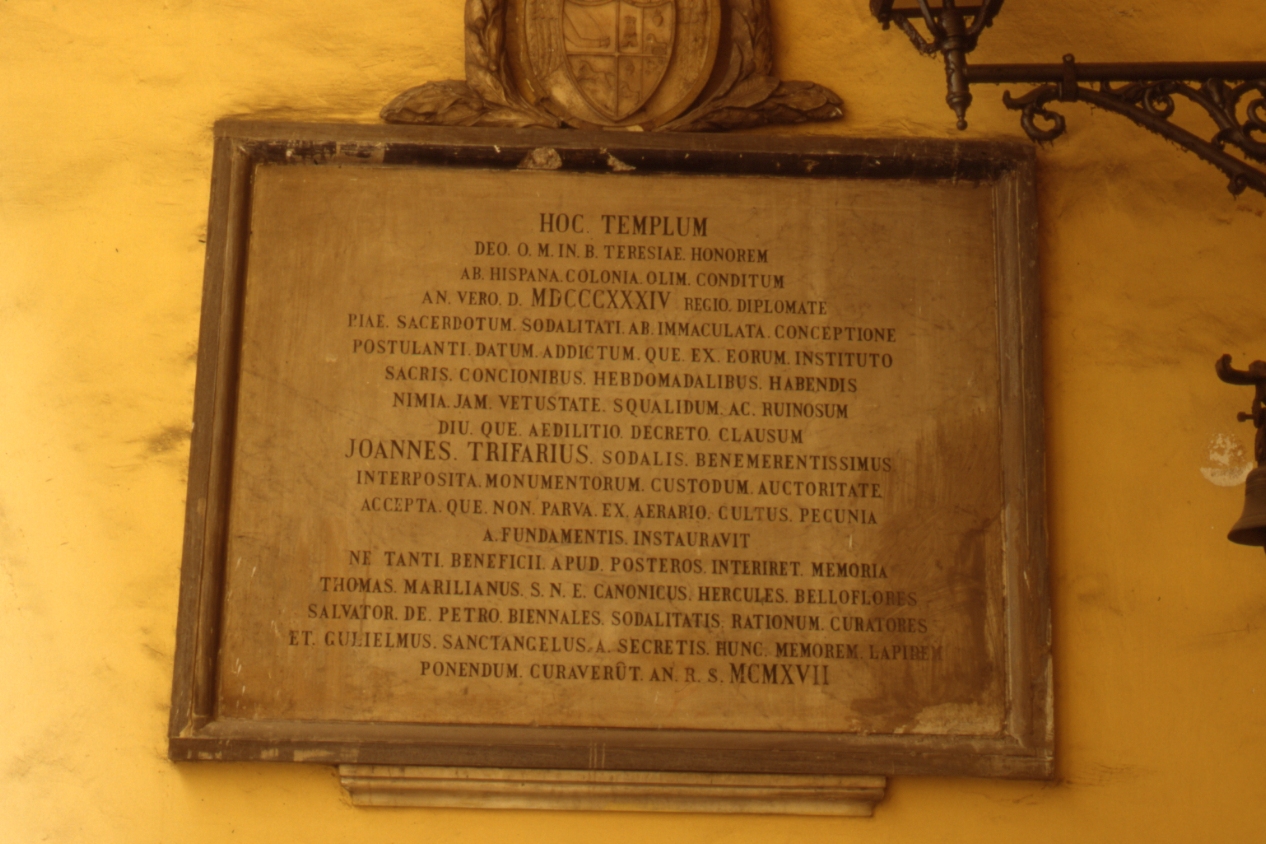 HOC. TEMPLUM
DEO. O. M. IN. B. TERESIAE. HONOREM
AB. HISPANA. COLONIA. OLIM. CONDITUM
AN. VERO. D. MDCCCXXXIV REGIO. DIPLOMATE
PIAE. SACERDOTUM. SODALITATI. AB. IMMACULATA. CONCEPTIONE
POSTULANTI. DATUM. ADDICTUM. QUE. EX. EORUM. INSTITUTO
SACRIS. CONCIONIBUS. HEBDOMADALIBUS. HABENDIS
NIMIA. JAM. VETUSTATE. SQUALIDUM. AC. RUINOSUM
DIU. QUE. AEDILITIO. DECRETO. CLAUSUM
JOANNES. TRIFARIUS. SODALIS. BENEMERENTISSIMUS.
INTERPOSITA. MONUMENTORUM. CUSTODUM. AUCTORITATE
ACCEPTA. QUE. NON. PARVA. EX. AERARIO. CULTUS. PECUNIA
A. FUNDAMENTIS. INSTAURAVIT
NE TANTI. BENEFICII. APUD. POSTEROS. INTERIRET. MEMORIA
THOMAS. MARILIANUS. S. N. E. CANONICUS. HERCULES. BELLOFLORES
SALVATOR. DE. PETRO. BIENNALES. SODALITATIS. RATIONUM. CURATORES
ET. GULIELMUS. SANCTANGELUS. A. SECRETIS. HUNC. MEMOREM. LAPIDEM
PONENDUM. CURAVERŪT. AN. R. S. MCMXVII